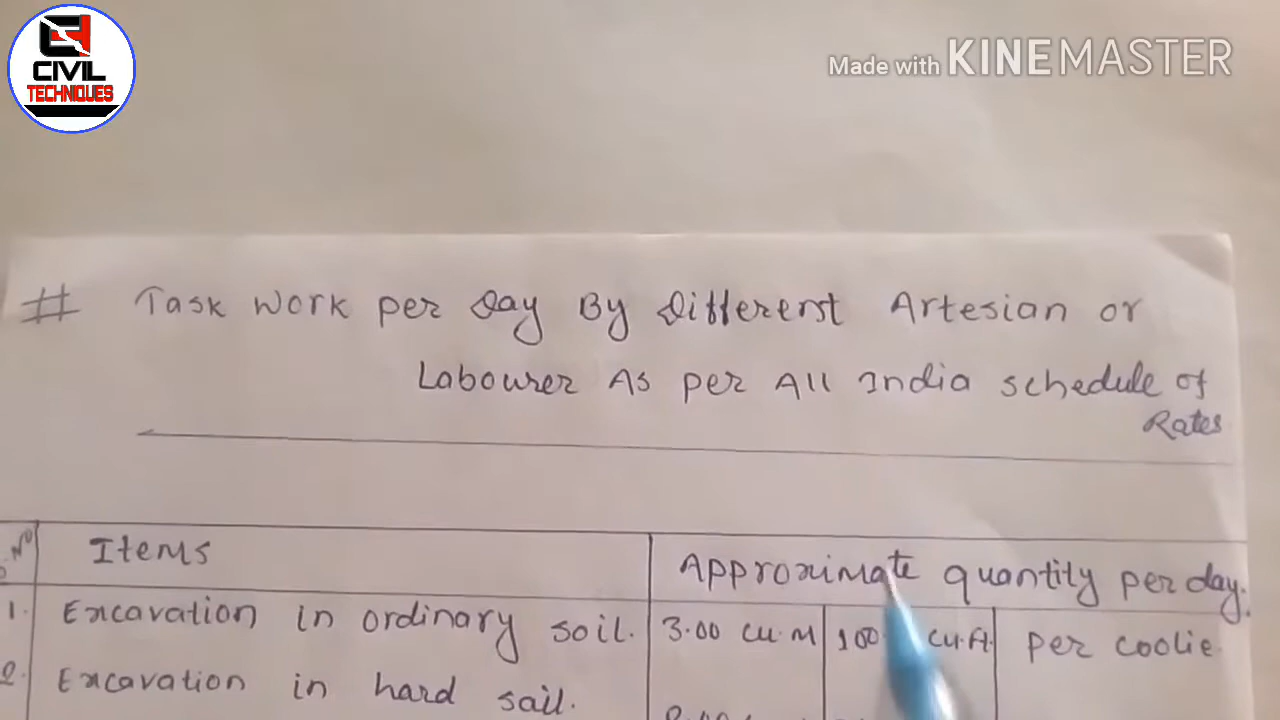 CIVIL
TECHNIQUES
Made with KINEMASTER
# Task Work per Day By Different Artesian or
Labourer As per All India schedule of
Rates
Items
Approximate quantity per day.
1. Excavation in ordinary soil. 3.00 cu.M 100 cu.ft. per coolie
2. Excavation in hard sail.